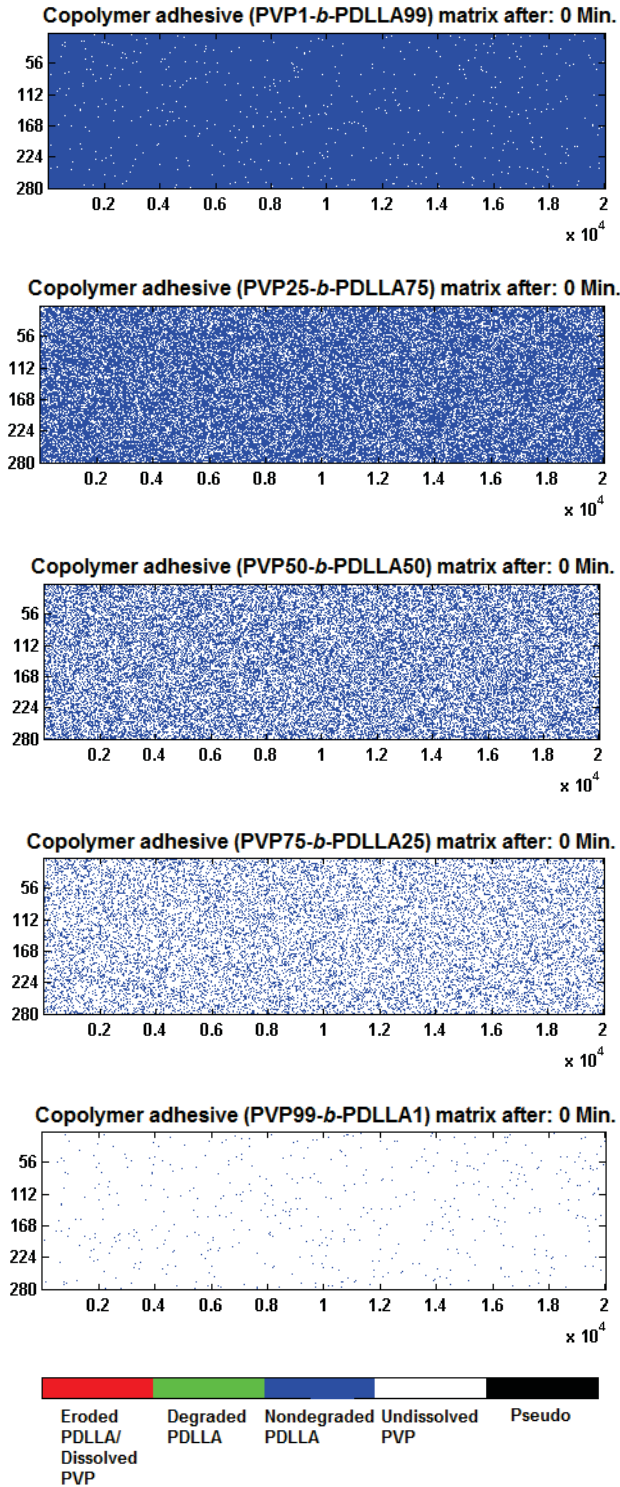 Copolymer adhesive (PVP1-b-PDLLA99) matrix after: 0 Min.
56
112
168
224
280
0.2 0.4 0.6 0.8 1 1.2 1.4 1.6 1.8 2
x 10^4
Copolymer adhesive (PVP25-b-PDLLA75) matrix after: 0 Min.
56
112
168
224
280
0.2 0.4 0.6 0.8 1 1.2 1.4 1.6 1.8 2
x 10^4
Copolymer adhesive (PVP50-b-PDLLA50) matrix after: 0 Min.
56
112
168
224
280
0.2 0.4 0.6 0.8 1 1.2 1.4 1.6 1.8 2
x 10^4
Copolymer adhesive (PVP75-b-PDLLA25) matrix after: 0 Min.
56
112
168
224
280
0.2 0.4 0.6 0.8 1 1.2 1.4 1.6 1.8 2
x 10^4
Copolymer adhesive (PVP99-b-PDLLA1) matrix after: 0 Min.
56
112
168
224
280
0.2 0.4 0.6 0.8 1 1.2 1.4 1.6 1.8 2
x 10^4
Eroded
PDLLA/
Dissolved
PVP
Degraded
PDLLA
Nondegraded
PDLLA
Undissolved
PVP
Pseudo